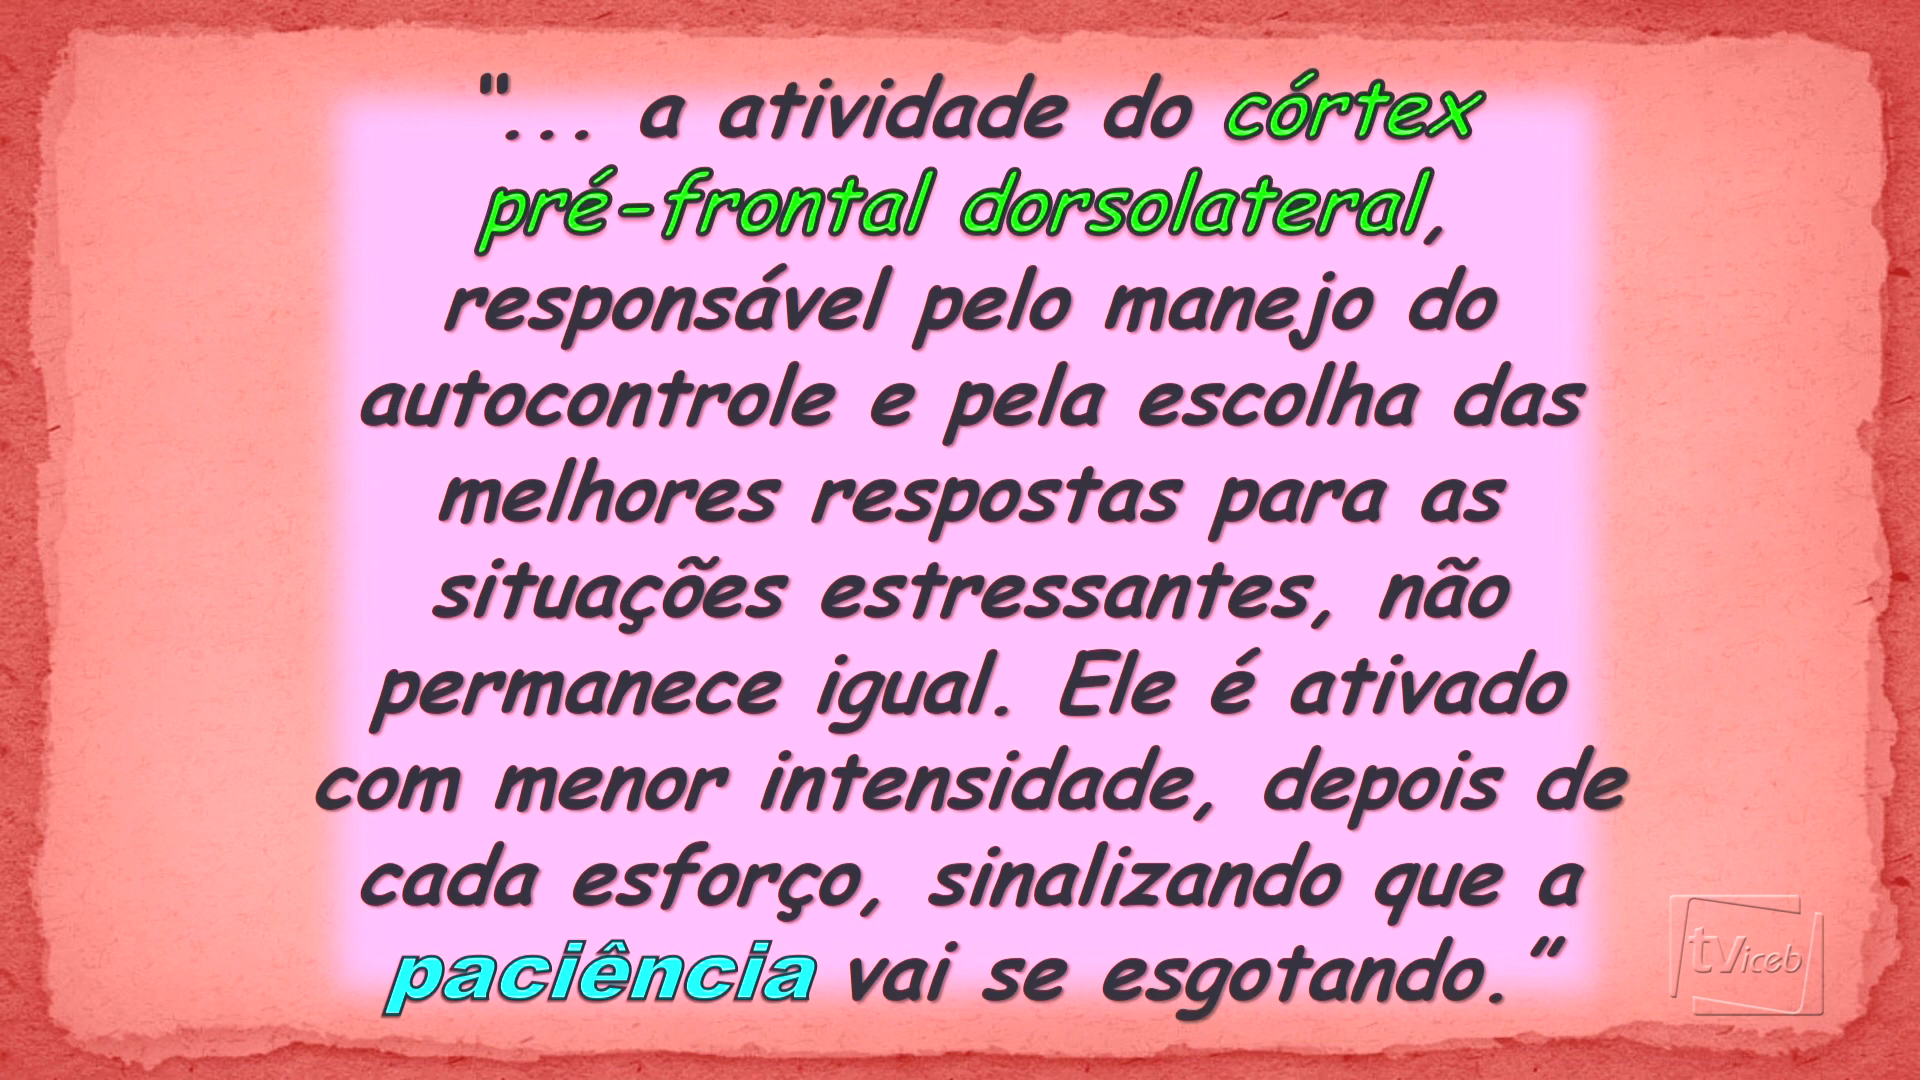 "... a atividade do córtex
pré-frontal dorsolateral,
responsável pelo manejo do
autocontrole e pela escolha das
melhores respostas para as
situações estressantes, não
permanece igual. Ele é ativado
com menor intensidade, depois de
cada esforço, sinalizando que a
paciência vai se esgotando.”
tViceb